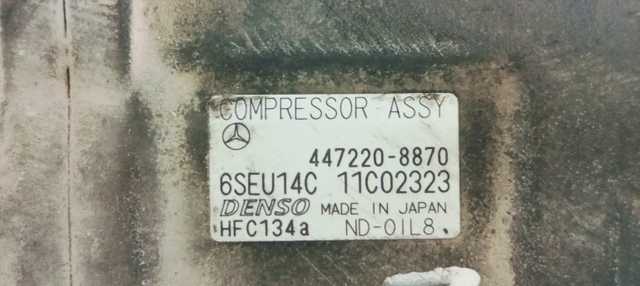 COMPRESSOR ASSY
447220-8870
6SEU14C 11C02323
DENSO MADE IN JAPAN
HFC134a ND-OIL8